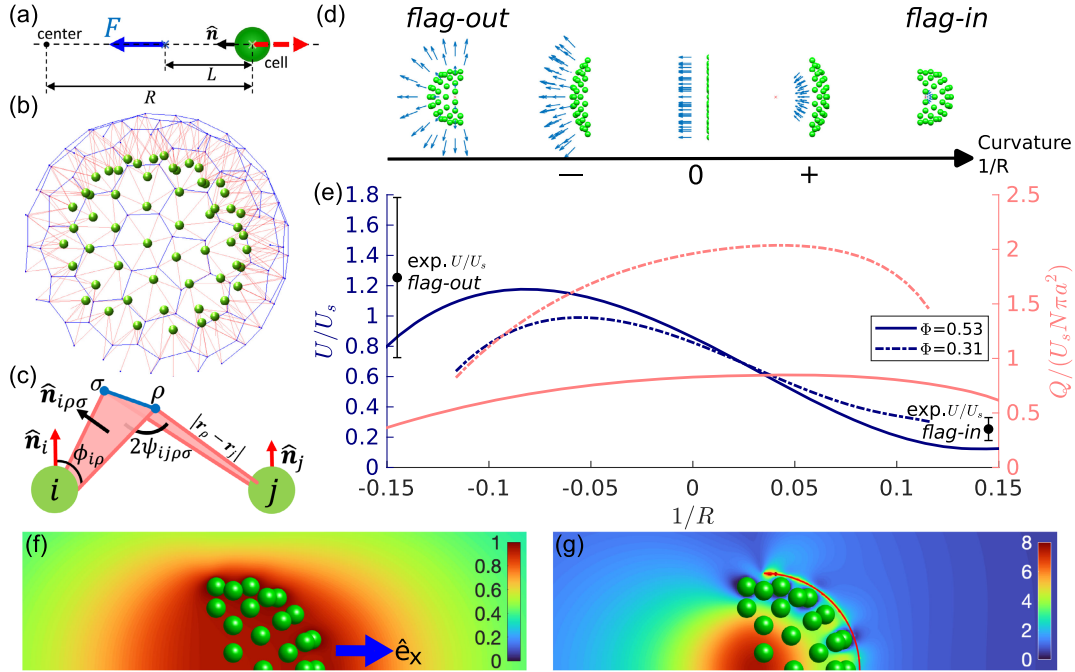 (a)
center
F
n̂
cell
L
R
(b)
(c)
σ
ρ
n̂iρσ
n̂i
ϕiρ
2ψijρσ
|rρ − rj|
n̂j
i
j
(d)
flag-out
flag-in
—
0
+
Curvature
1/R
(e)
1.8
1.6
1.4
1.2
1
0.8
0.6
0.4
0.2
0
U/Us
exp. U/Us
flag-out
Φ=0.53
Φ=0.31
exp. U/Us
flag-in
2.5
2
1.5
1
0.5
0
Q/(UsNπa²)
-0.15
-0.1
-0.05
0
0.05
0.1
0.15
1/R
(f)
êx
1
0.8
0.6
0.4
0.2
0
(g)
8
6
4
2
0